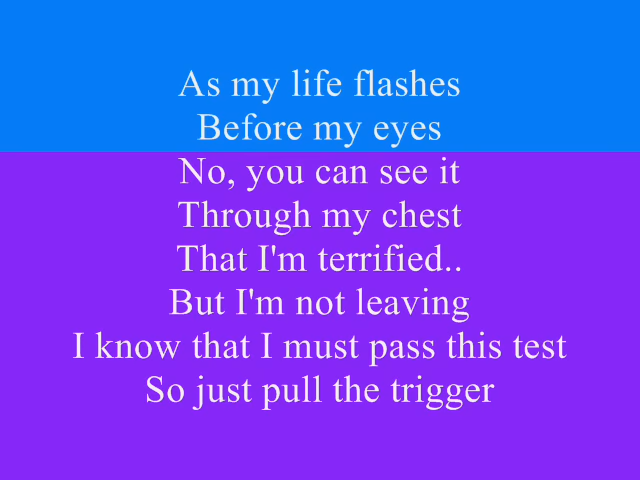 As my life flashes
Before my eyes
No, you can see it
Through my chest
That I'm terrified..
But I'm not leaving
I know that I must pass this test
So just pull the trigger